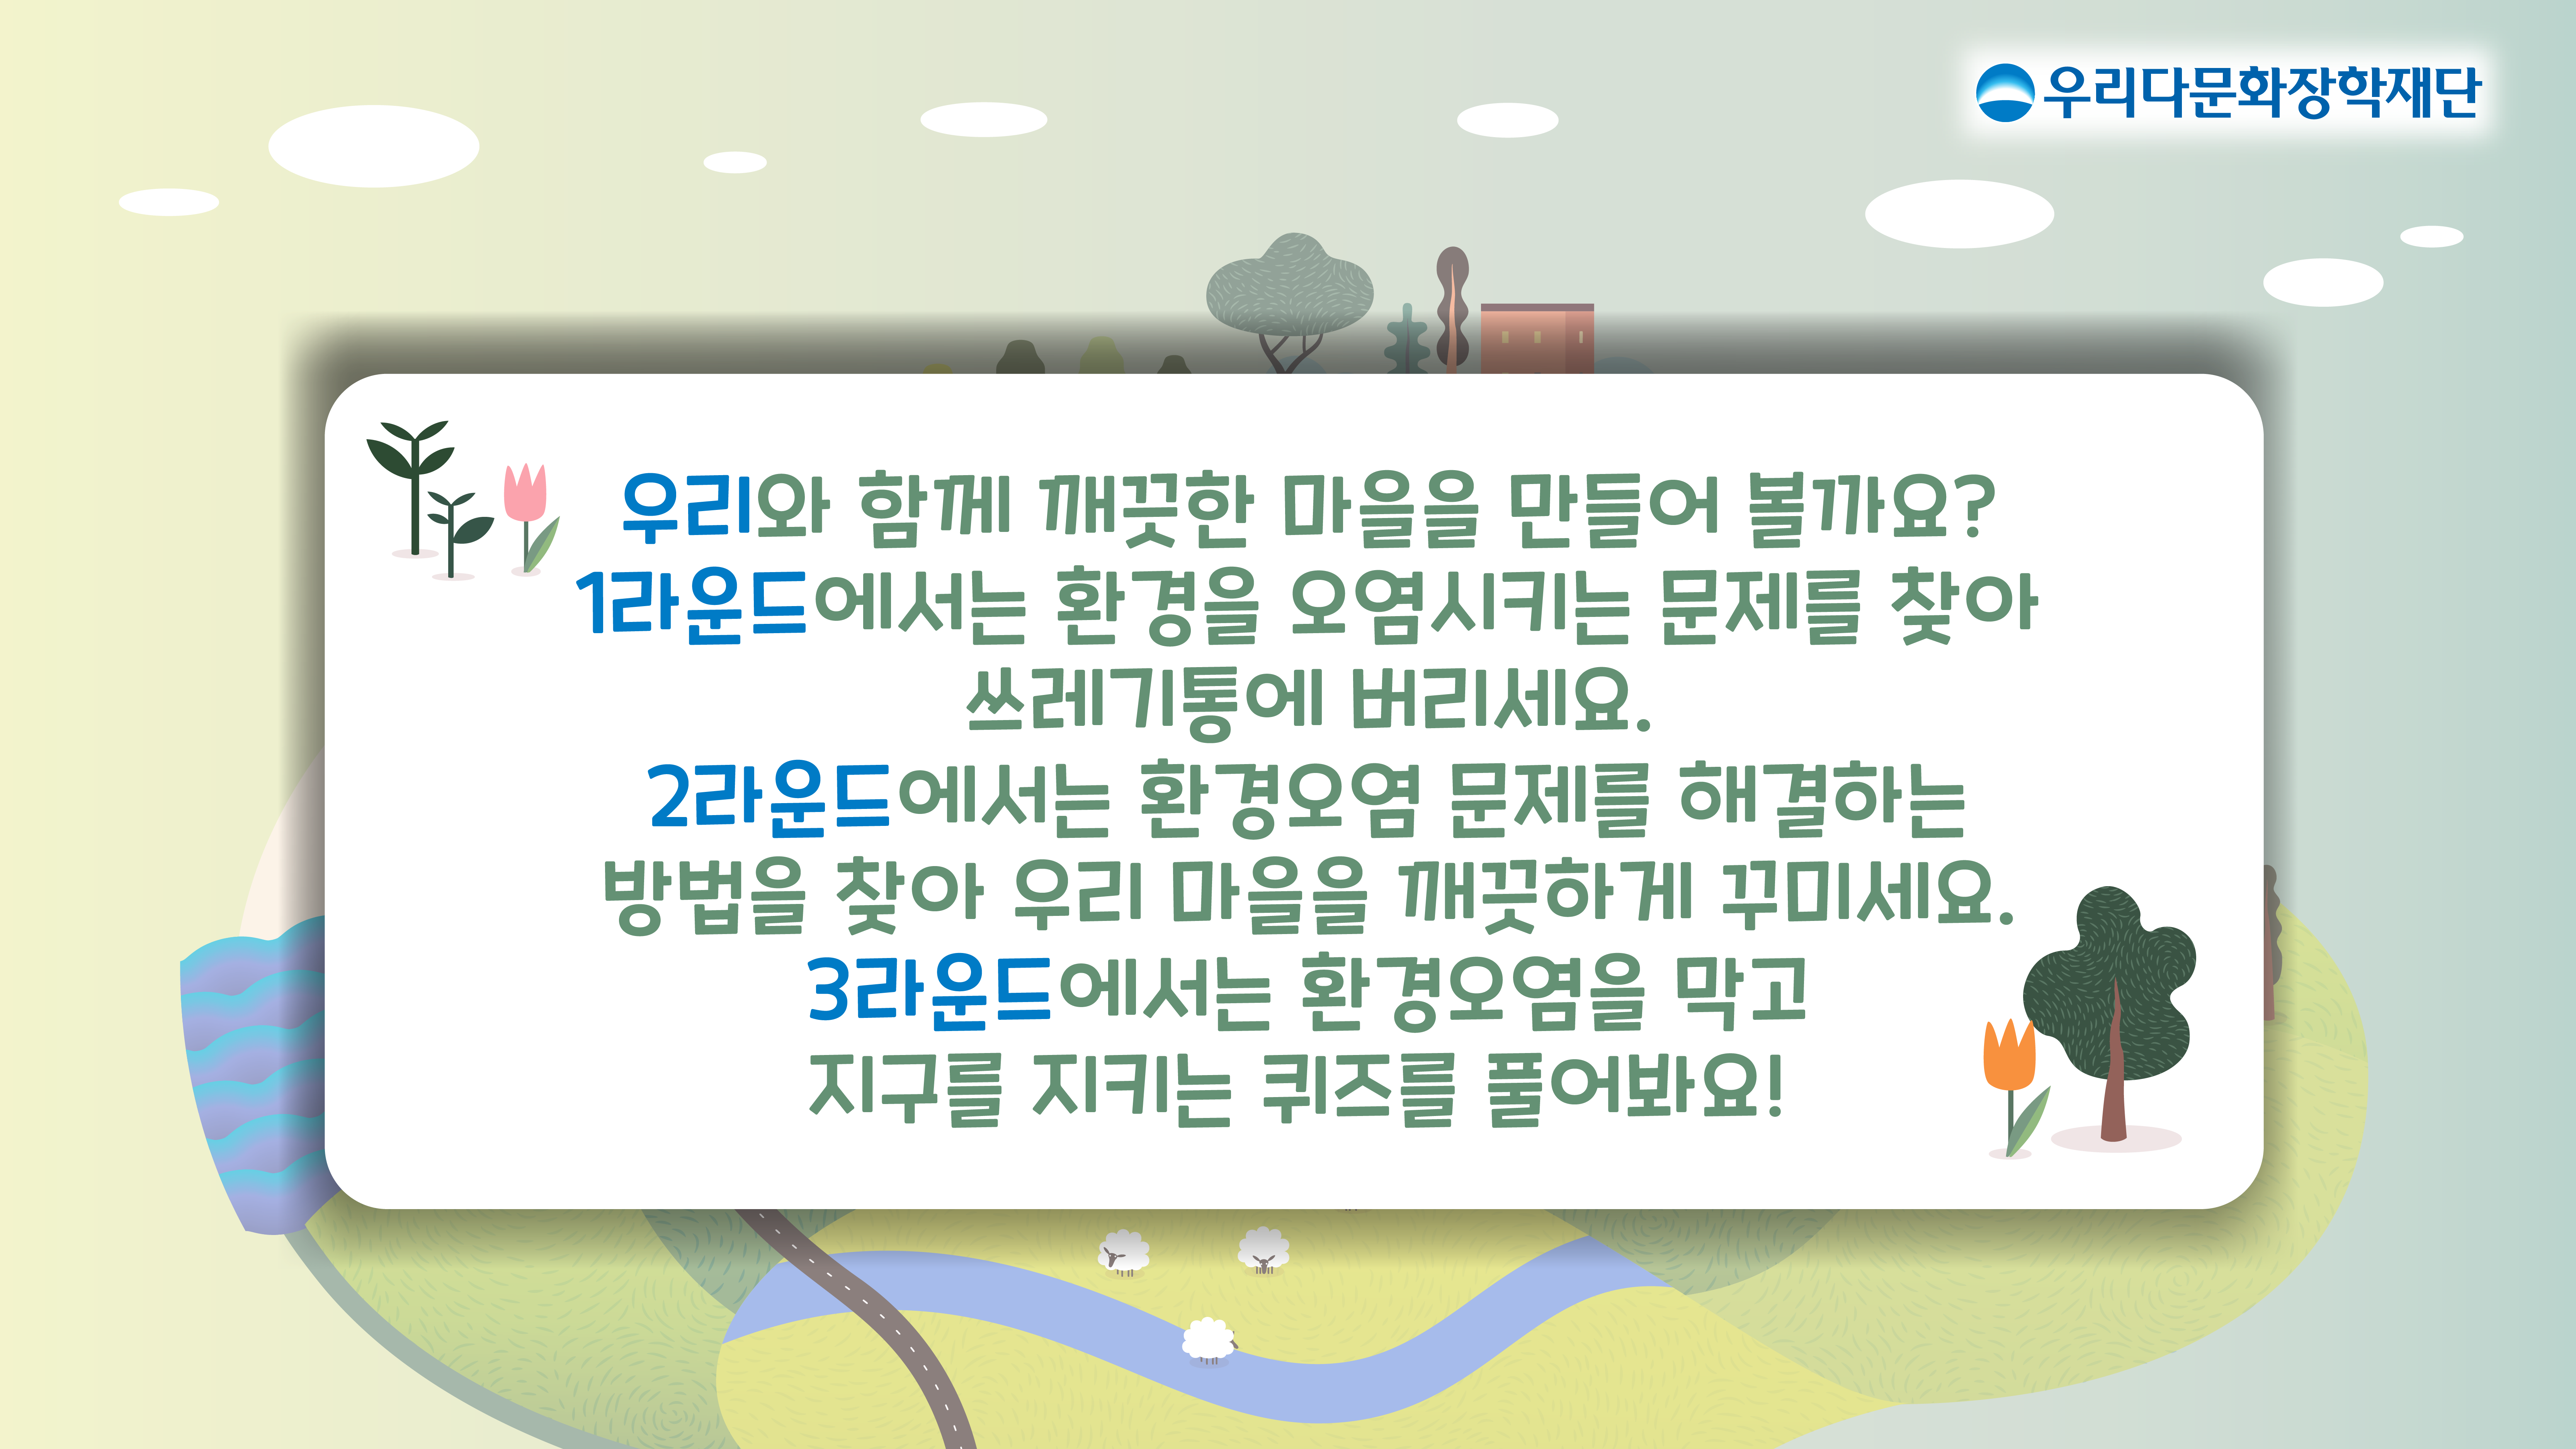 우리다문화장학재단
우리와 함께 깨끗한 마을을 만들어 볼까요?
1라운드에서는 환경을 오염시키는 문제를 찾아
쓰레기통에 버리세요.
2라운드에서는 환경오염 문제를 해결하는
방법을 찾아 우리 마을을 깨끗하게 꾸미세요.
3라운드에서는 환경오염을 막고
지구를 지키는 퀴즈를 풀어봐요!